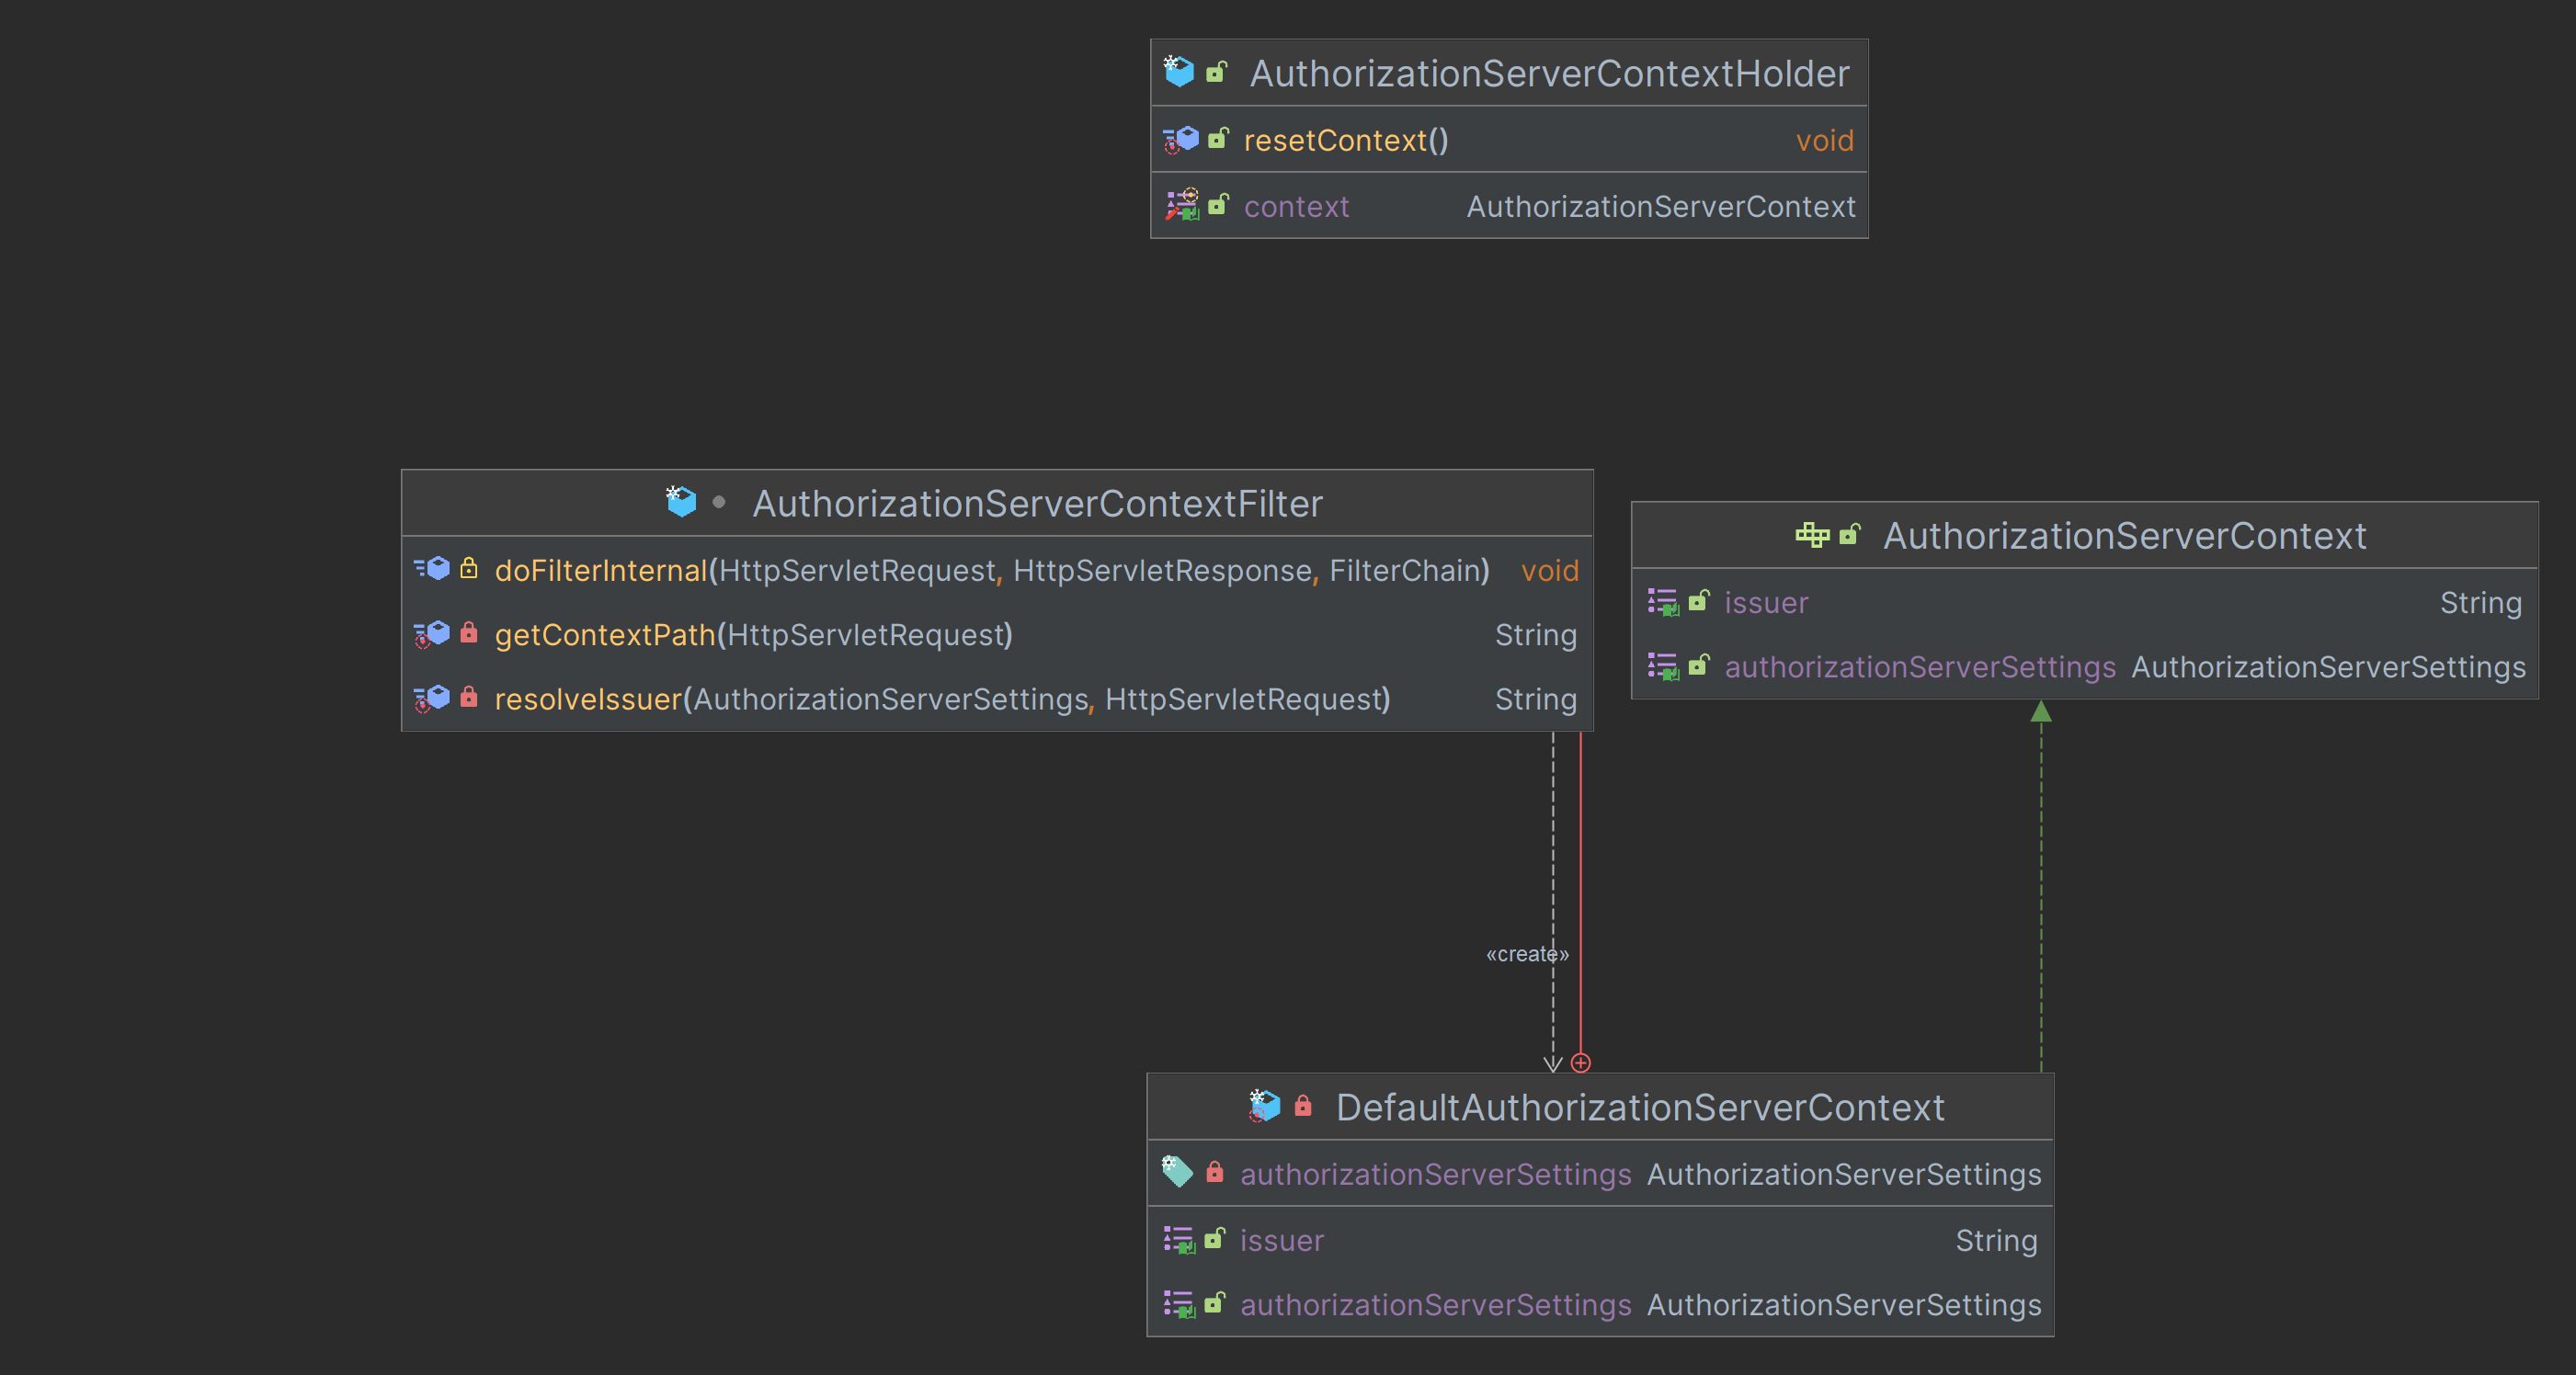 AuthorizationServerContextHolder
resetContext() void
context AuthorizationServerContext
AuthorizationServerContextFilter
doFilterInternal(HttpServletRequest, HttpServletResponse, FilterChain) void
getContextPath(HttpServletRequest) String
resolveIssuer(AuthorizationServerSettings, HttpServletRequest) String
AuthorizationServerContext
issuer String
authorizationServerSettings AuthorizationServerSettings
«create»
DefaultAuthorizationServerContext
authorizationServerSettings AuthorizationServerSettings
issuer String
authorizationServerSettings AuthorizationServerSettings